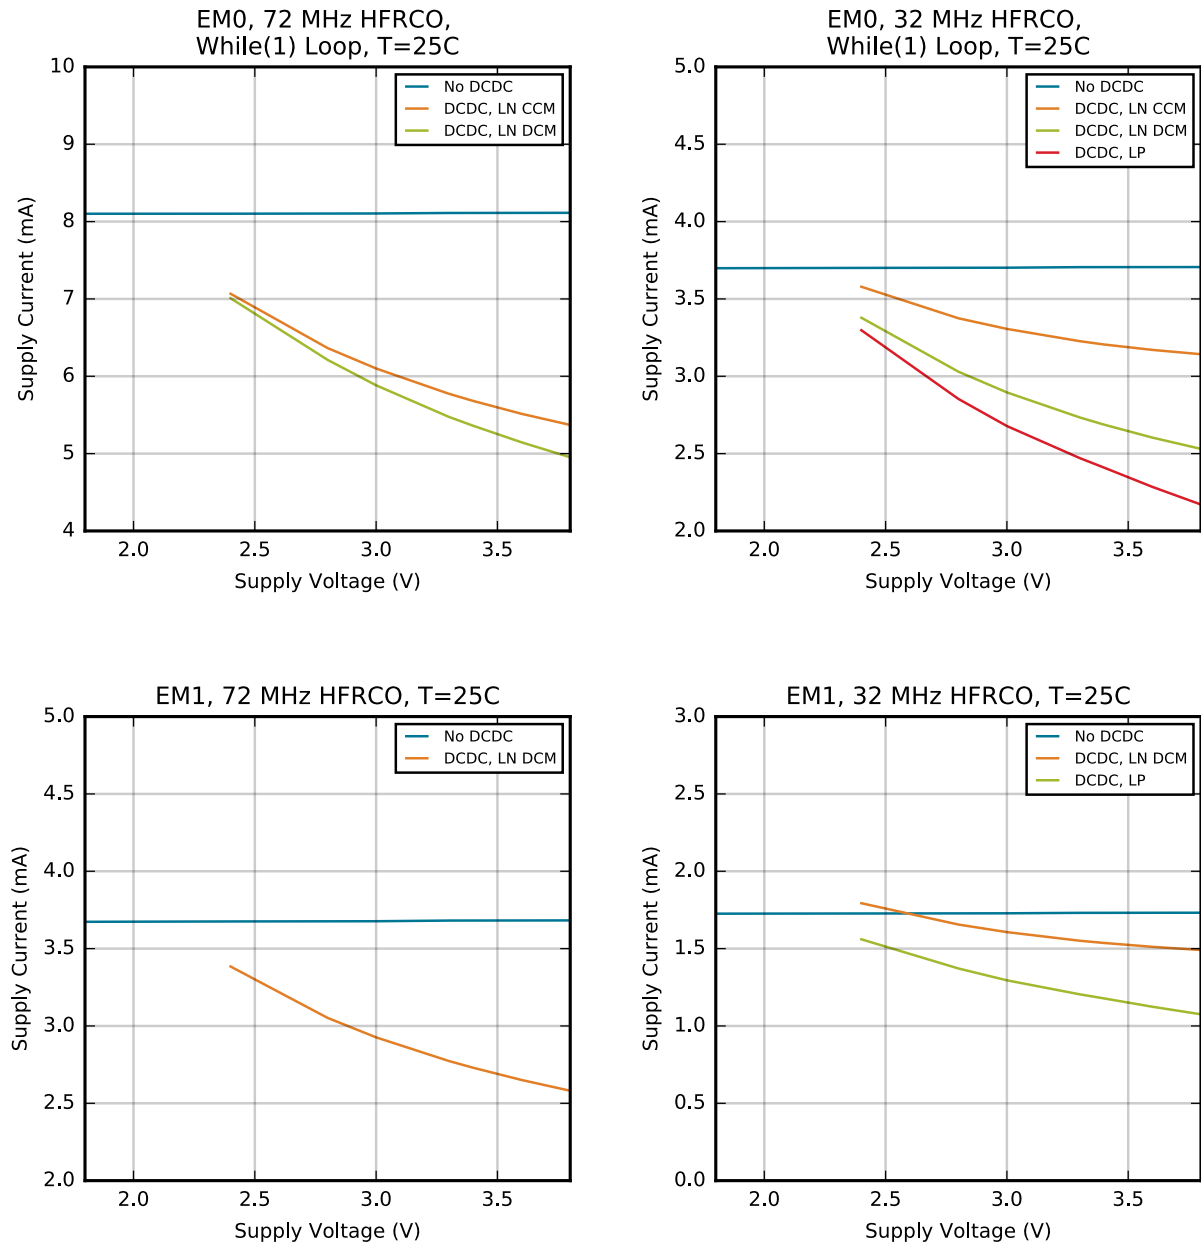 EM0, 72 MHz HFRCO,
While(1) Loop, T=25C
10
9
8
7
6
5
4
Supply Current (mA)
No DCDC
DCDC, LN CCM
DCDC, LN DCM
2.0 2.5 3.0 3.5
Supply Voltage (V)
EM0, 32 MHz HFRCO,
While(1) Loop, T=25C
5.0
4.5
4.0
3.5
3.0
2.5
2.0
Supply Current (mA)
No DCDC
DCDC, LN CCM
DCDC, LN DCM
DCDC, LP
2.0 2.5 3.0 3.5
Supply Voltage (V)
EM1, 72 MHz HFRCO, T=25C
5.0
4.5
4.0
3.5
3.0
2.5
2.0
Supply Current (mA)
No DCDC
DCDC, LN DCM
2.0 2.5 3.0 3.5
Supply Voltage (V)
EM1, 32 MHz HFRCO, T=25C
3.0
2.5
2.0
1.5
1.0
0.5
0.0
Supply Current (mA)
No DCDC
DCDC, LN DCM
DCDC, LP
2.0 2.5 3.0 3.5
Supply Voltage (V)